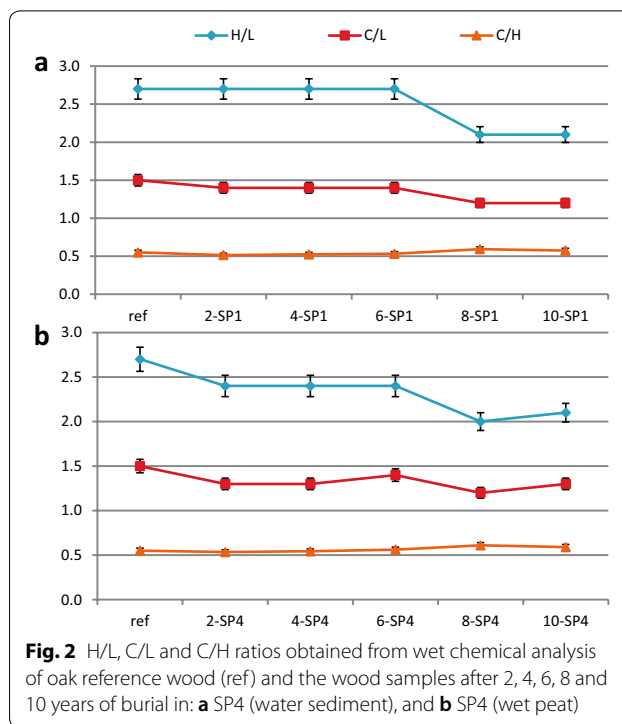 H/L C/L C/H
a
3.0
2.5
2.0
1.5
1.0
0.5
0.0
ref 2-SP1 4-SP1 6-SP1 8-SP1 10-SP1
b
3.0
2.5
2.0
1.5
1.0
0.5
0.0
ref 2-SP4 4-SP4 6-SP4 8-SP4 10-SP4
Fig. 2 H/L, C/L and C/H ratios obtained from wet chemical analysis
of oak reference wood (ref) and the wood samples after 2, 4, 6, 8 and
10 years of burial in: a SP4 (water sediment), and b SP4 (wet peat)